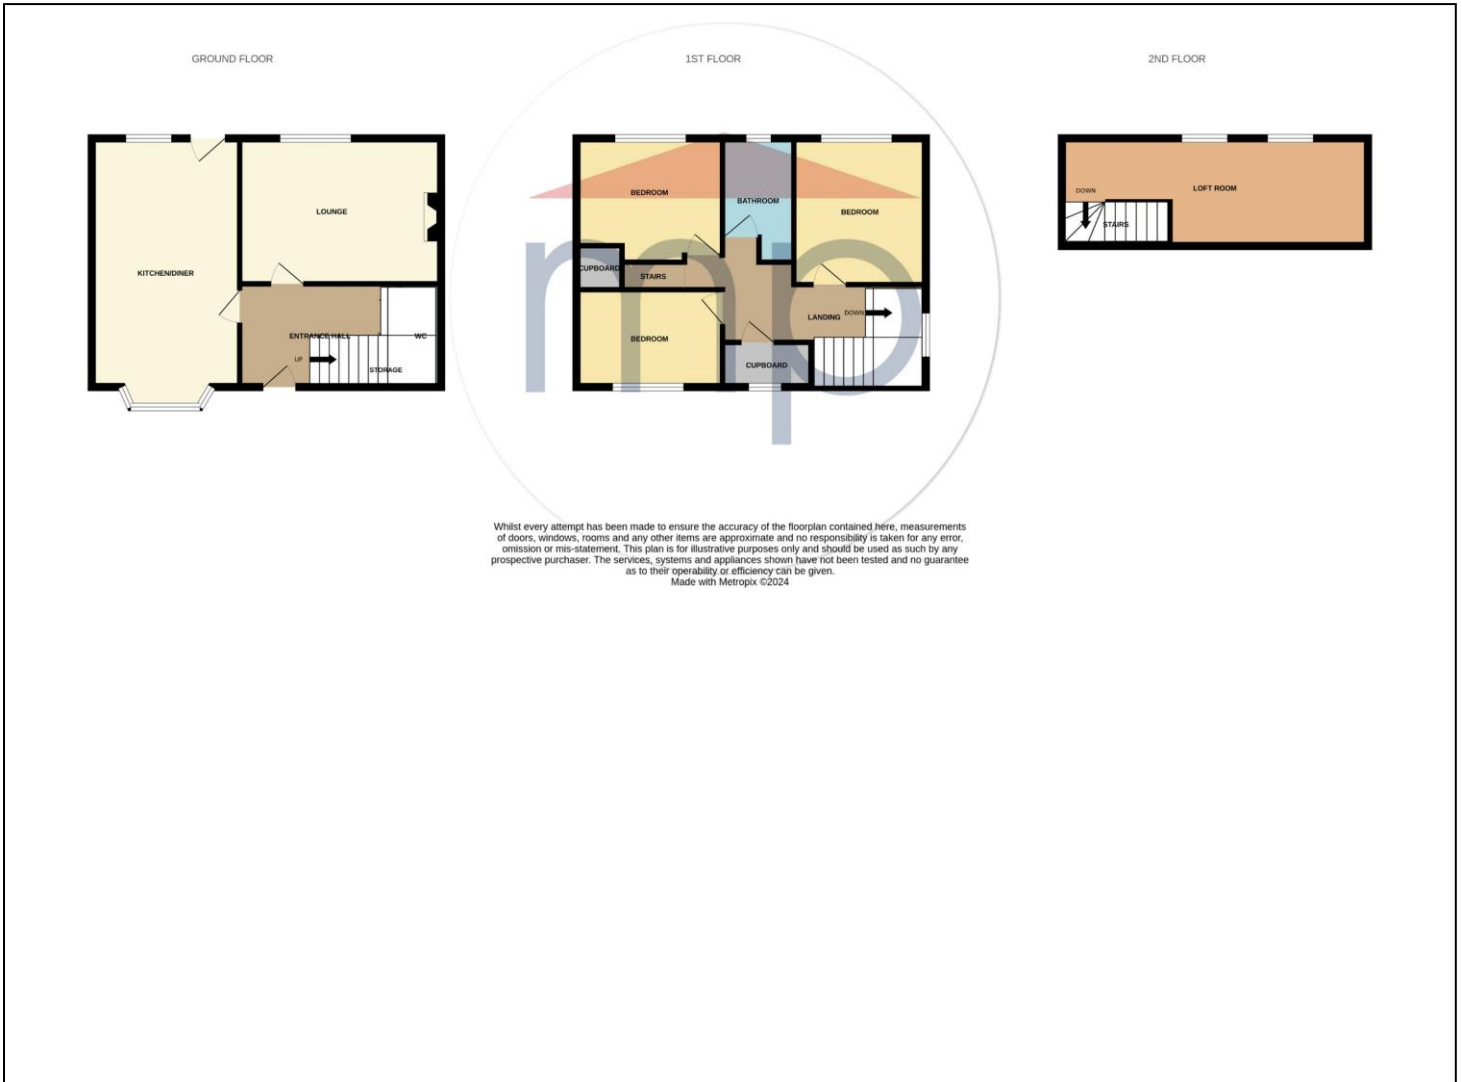 GROUND FLOOR
1ST FLOOR
2ND FLOOR
KITCHEN/DINER
LOUNGE
ENTRANCE HALL
UP
WC
STORAGE
BEDROOM
BATHROOM
BEDROOM
CUPBOARD
STAIRS
BEDROOM
LANDING
DOWN
CUPBOARD
DOWN
LOFT ROOM
STAIRS
mp
Whilst every attempt has been made to ensure the accuracy of the floorplan contained here, measurements
of doors, windows, rooms and any other items are approximate and no responsibility is taken for any error,
omission or mis-statement. This plan is for illustrative purposes only and should be used as such by any
prospective purchaser. The services, systems and appliances shown have not been tested and no guarantee
as to their operability or efficiency can be given.
Made with Metropix ©2024